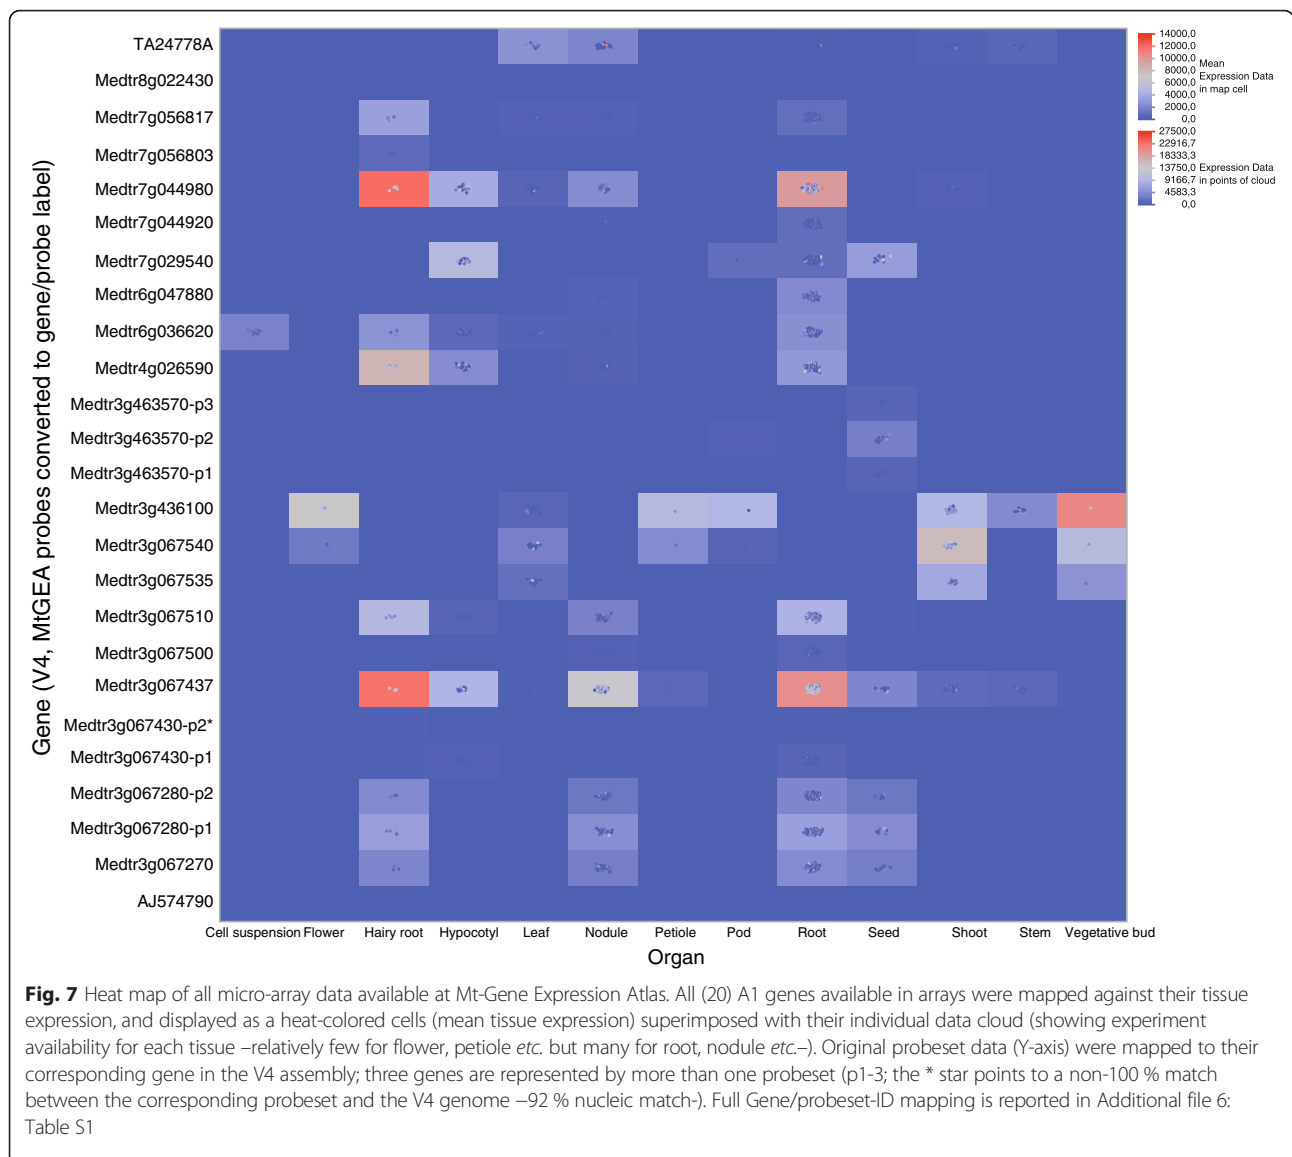 TA24778A
Medtr8g022430
Medtr7g056817
Medtr7g056803
Medtr7g044980
Medtr7g044920
Medtr7g029540
Medtr6g047880
Medtr6g036620
Medtr4g026590
Medtr3g463570-p3
Medtr3g463570-p2
Medtr3g463570-p1
Medtr3g436100
Medtr3g067540
Medtr3g067535
Medtr3g067510
Medtr3g067500
Medtr3g067437
Medtr3g067430-p2*
Medtr3g067430-p1
Medtr3g067280-p2
Medtr3g067280-p1
Medtr3g067270
AJ574790
Gene (V4, MtGEA probes converted to gene/probe label)
14000,0
12000,0
10000,0
8000,0
6000,0
4000,0
2000,0
0,0
Mean
Expression Data
in map cell
27500,0
22916,7
18333,3
13750,0
9166,7
4583,3
0,0
Expression Data
in points of cloud
Cell suspension Flower Hairy root Hypocotyl Leaf Nodule Petiole Pod Root Seed Shoot Stem Vegetative bud
Organ
Fig. 7 Heat map of all micro-array data available at Mt-Gene Expression Atlas. All (20) A1 genes available in arrays were mapped against their tissue
expression, and displayed as a heat-colored cells (mean tissue expression) superimposed with their individual data cloud (showing experiment
availability for each tissue –relatively few for flower, petiole etc. but many for root, nodule etc.–). Original probeset data (Y-axis) were mapped to their
corresponding gene in the V4 assembly; three genes are represented by more than one probeset (p1-3; the * star points to a non-100 % match
between the corresponding probeset and the V4 genome −92 % nucleic match-). Full Gene/probeset-ID mapping is reported in Additional file 6:
Table S1